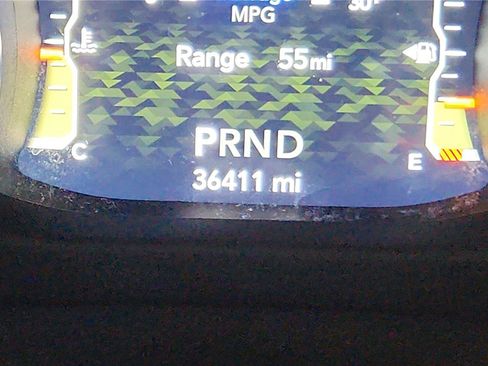 MPG
Range 55mi
PRND
36411 mi
C
E